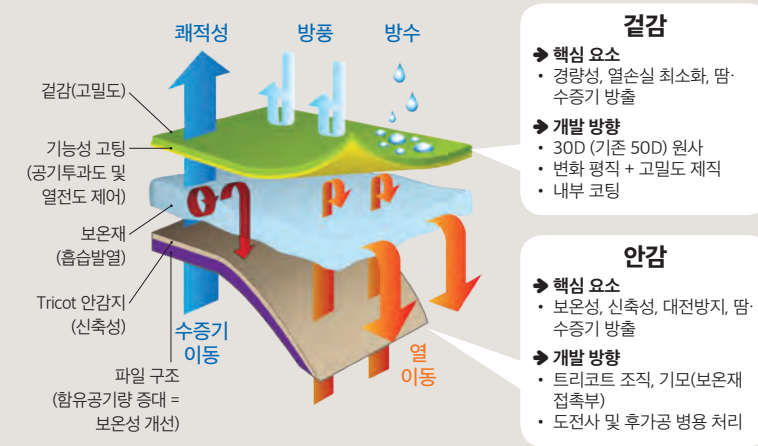 쾌적성
방풍
방수
겉감(고밀도)
기능성 코팅
(공기투과도 및
열전도 제어)
보온재
(흡습발열)
Tricot 안감지
(신축성)
수증기
이동
파일 구조
(함유공기량 증대 =
보온성 개선)
열
이동
겉감
➔ 핵심 요소
• 경량성, 열손실 최소화, 땀·
수증기 방출
➔ 개발 방향
• 30D (기존 50D) 원사
• 변화 평직 + 고밀도 제직
• 내부 코팅
안감
➔ 핵심 요소
• 보온성, 신축성, 대전방지, 땀·
수증기 방출
➔ 개발 방향
• 트리코트 조직, 기모(보온재
접촉부)
• 도전사 및 후가공 병용 처리